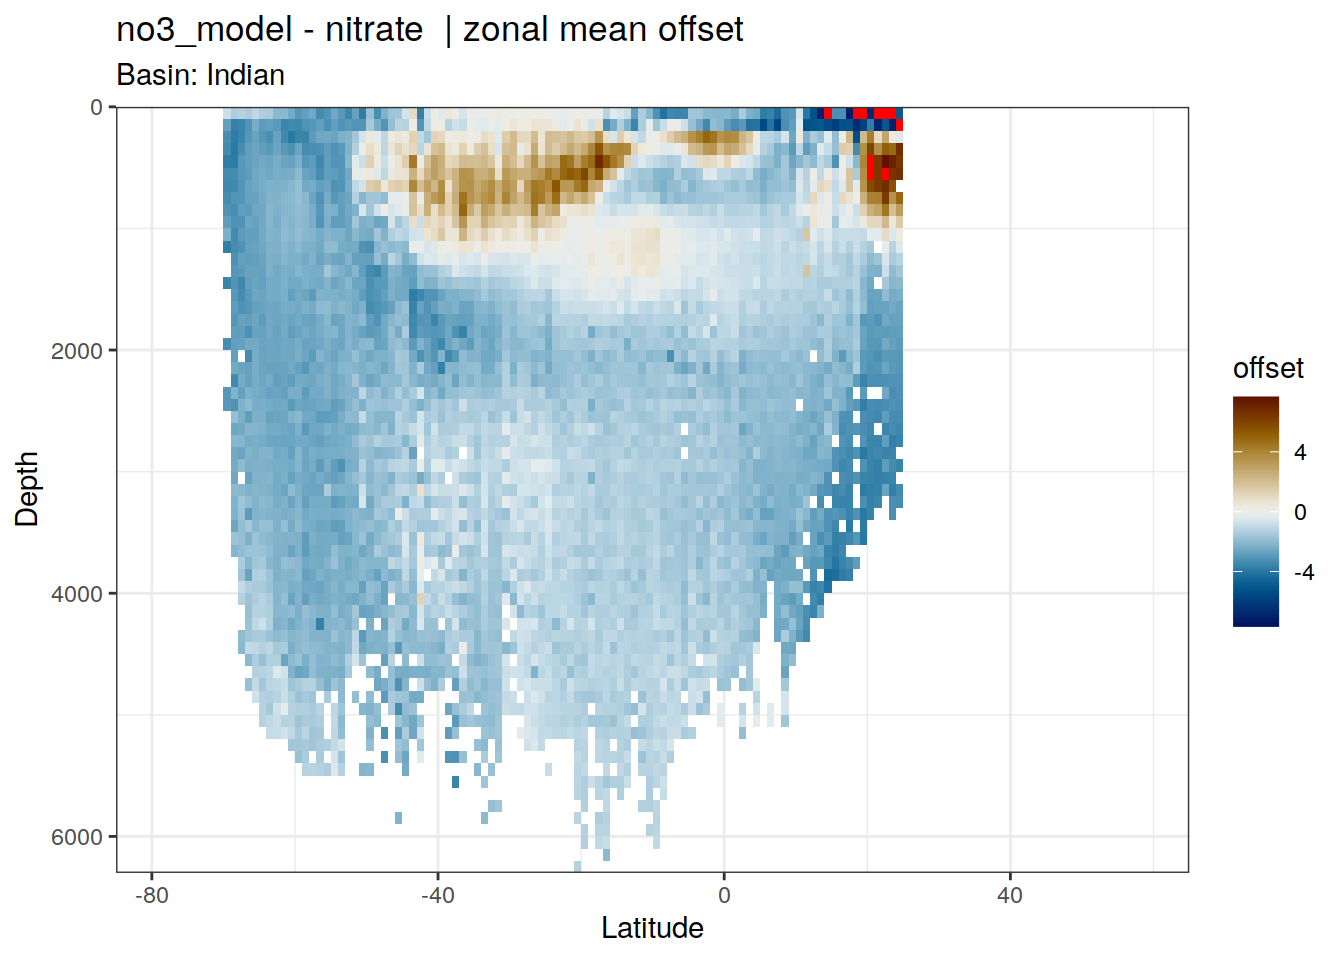 no3_model - nitrate  | zonal mean offset
Basin: Indian
0
2000
4000
6000
Depth
-80
-40
0
40
Latitude
offset
4
0
-4